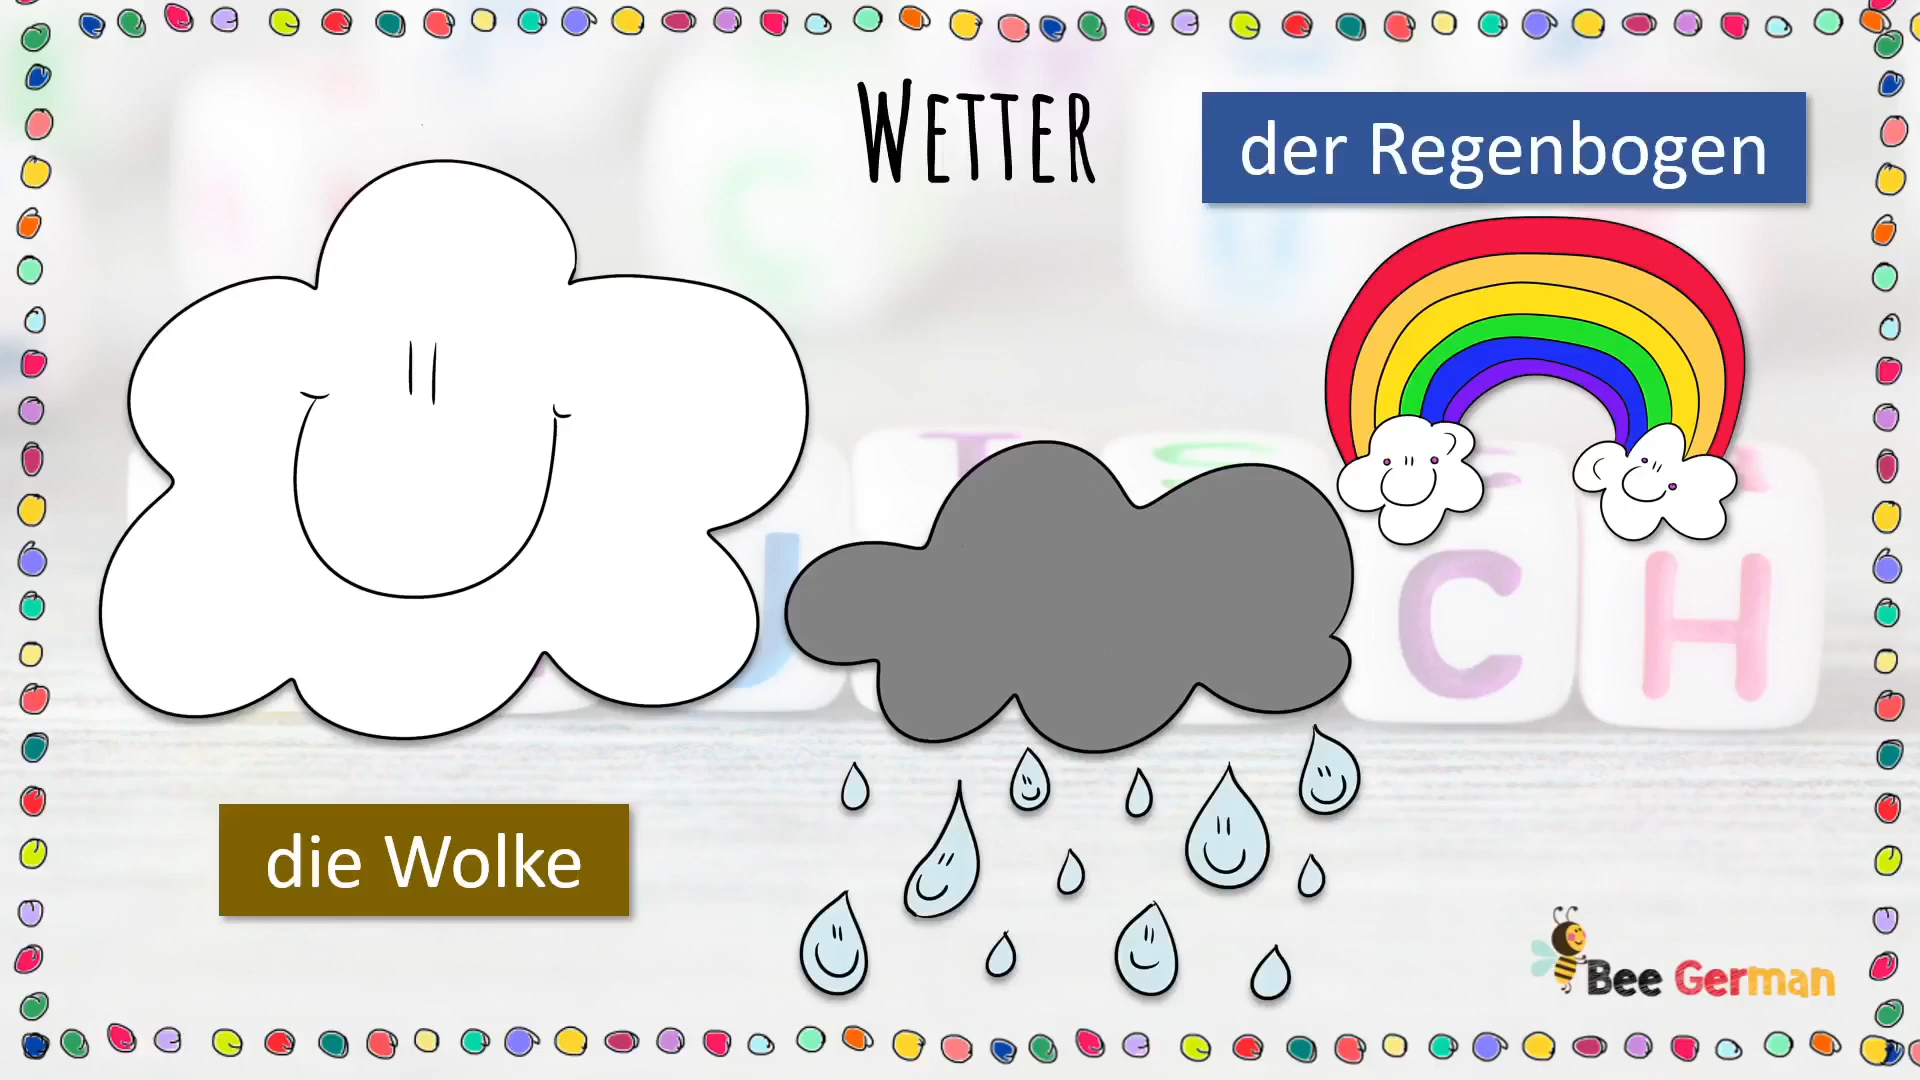 WETTER
der Regenbogen
die Wolke
C H
Bee German